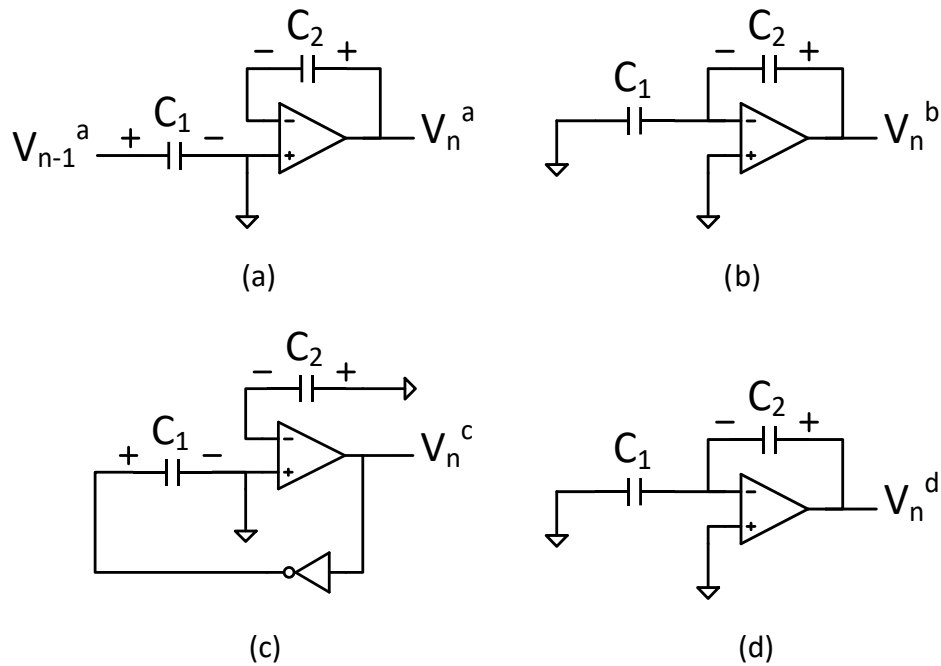 C₂
− +
C₁
+ −
Vₙ₋₁ᵃ
− +
Vₙᵃ
(a)
C₂
− +
C₁
− +
Vₙᵇ
(b)
C₂
− +
C₁
+ −
− +
Vₙᶜ
(c)
C₂
− +
C₁
− +
Vₙᵈ
(d)